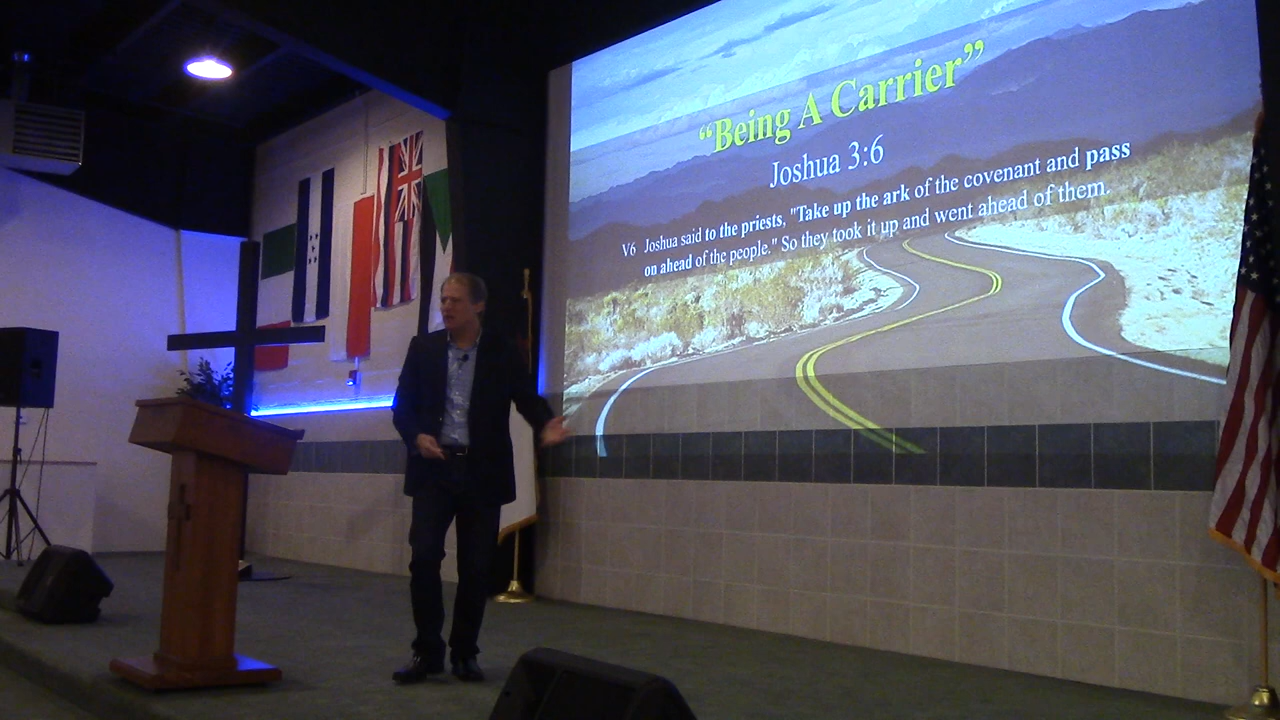 “Being A Carrier”
Joshua 3:6
V6 Joshua said to the priests, "Take up the ark of the covenant and pass
on ahead of the people." So they took it up and went ahead of them.